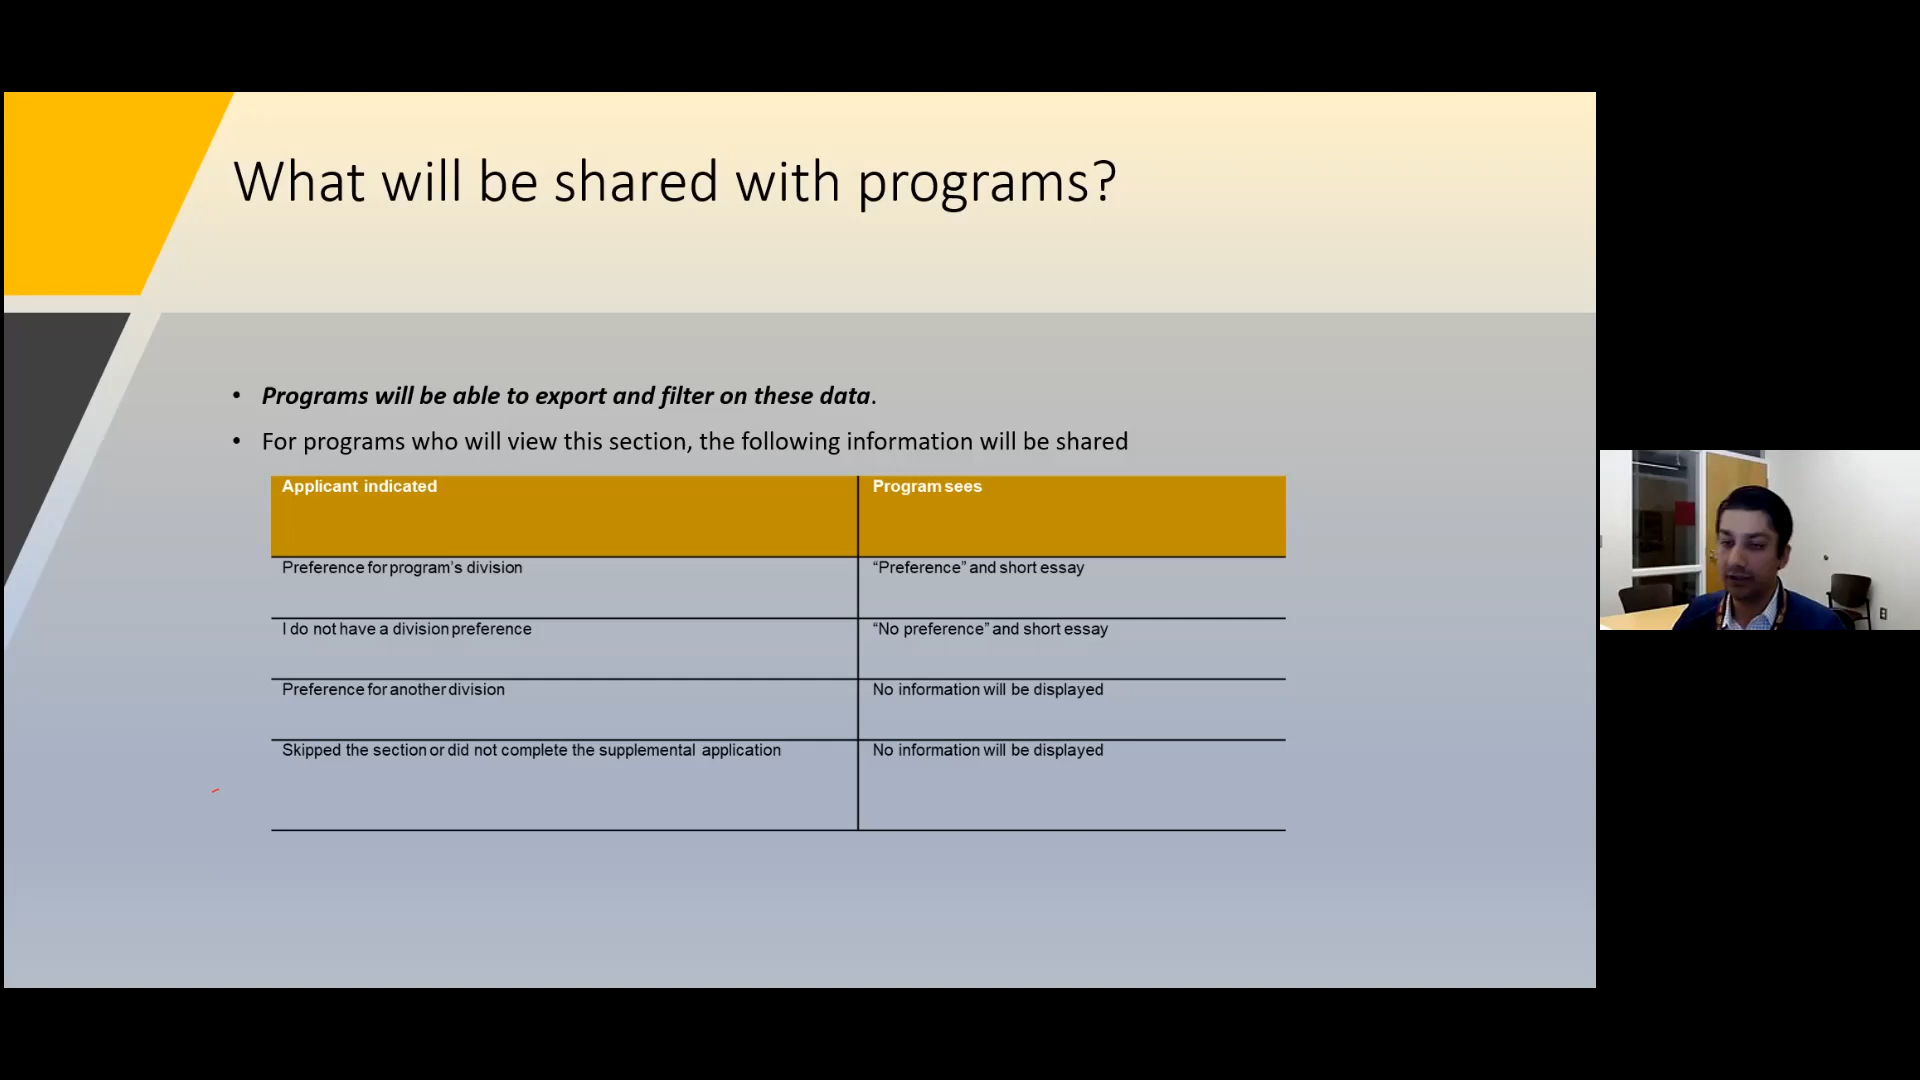 What will be shared with programs?
• Programs will be able to export and filter on these data.
• For programs who will view this section, the following information will be shared
Applicant indicated
Program sees
Preference for program’s division
“Preference” and short essay
I do not have a division preference
“No preference” and short essay
Preference for another division
No information will be displayed
Skipped the section or did not complete the supplemental application
No information will be displayed